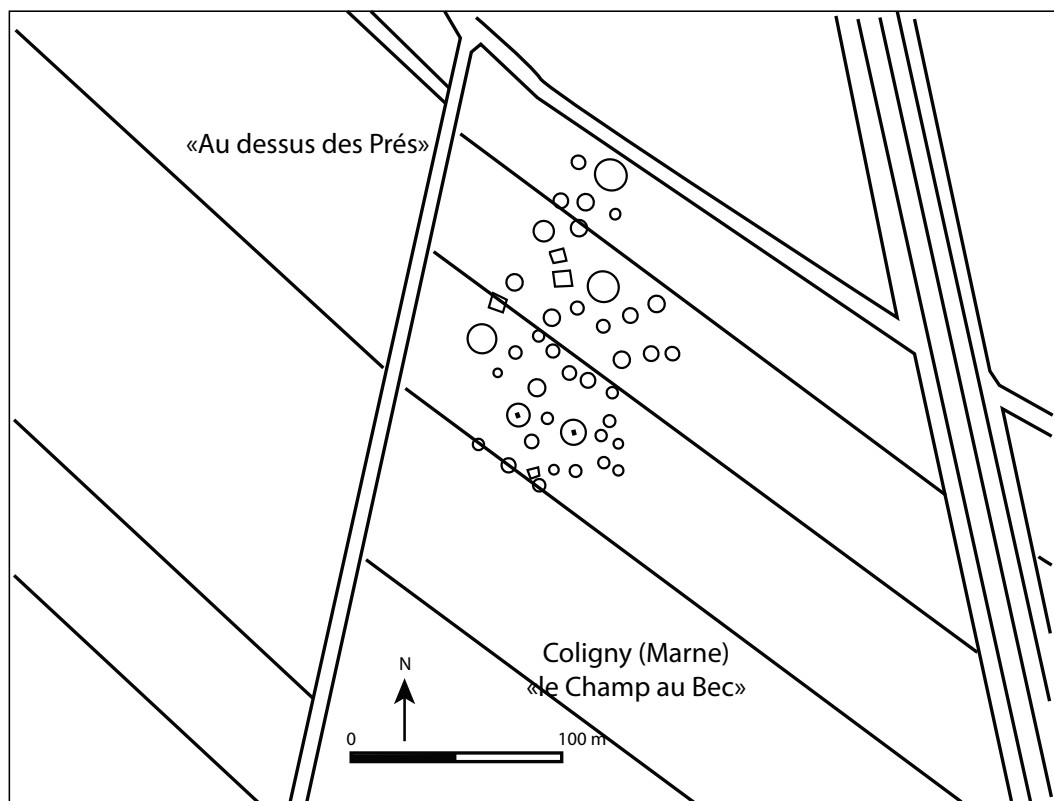 «Au dessus des Prés»
Coligny (Marne)
«le Champ au Bec»
N
0
100 m